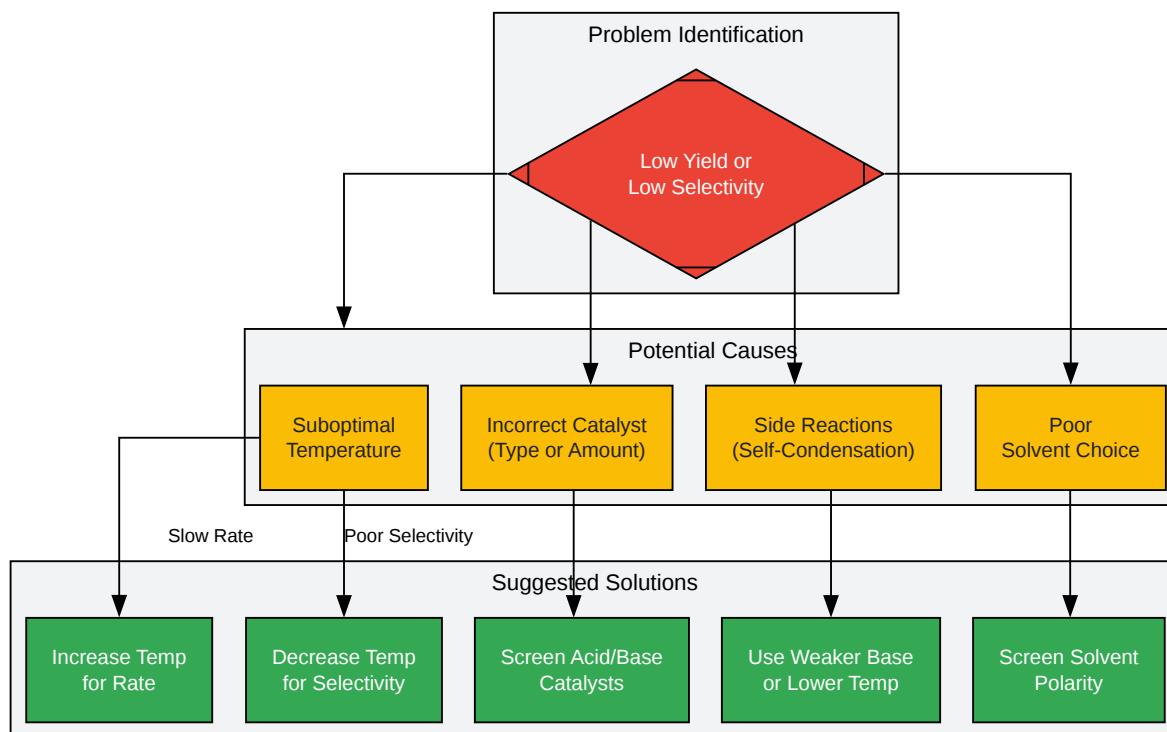 Problem Identification
Low Yield or
Low Selectivity
Potential Causes
Suboptimal
Temperature
Incorrect Catalyst
(Type or Amount)
Side Reactions
(Self-Condensation)
Poor
Solvent Choice
Slow Rate
Poor Selectivity
Suggested Solutions
Increase Temp
for Rate
Decrease Temp
for Selectivity
Screen Acid/Base
Catalysts
Use Weaker Base
or Lower Temp
Screen Solvent
Polarity